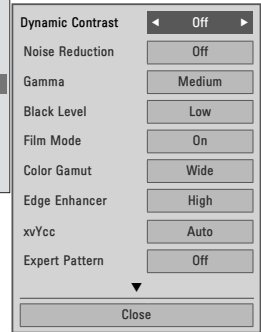 Dynamic Contrast ◄ Off ►
Noise Reduction Off
Gamma Medium
Black Level Low
Film Mode On
Color Gamut Wide
Edge Enhancer High
xvYcc Auto
Expert Pattern Off
▼
Close